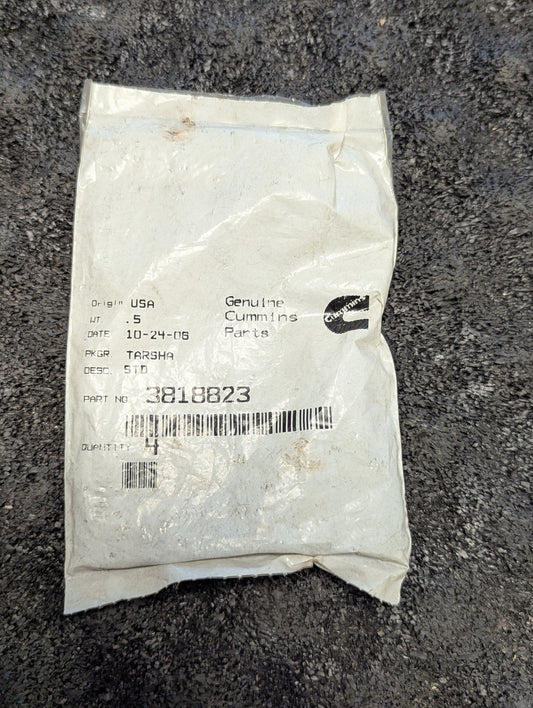 Origin USA
WT .5
DATE 10-24-06
PKGR. TARSHA
DESC. STD
PART NO. 3818823
QUANTITY 4
Genuine
Cummins
Parts
Cummins